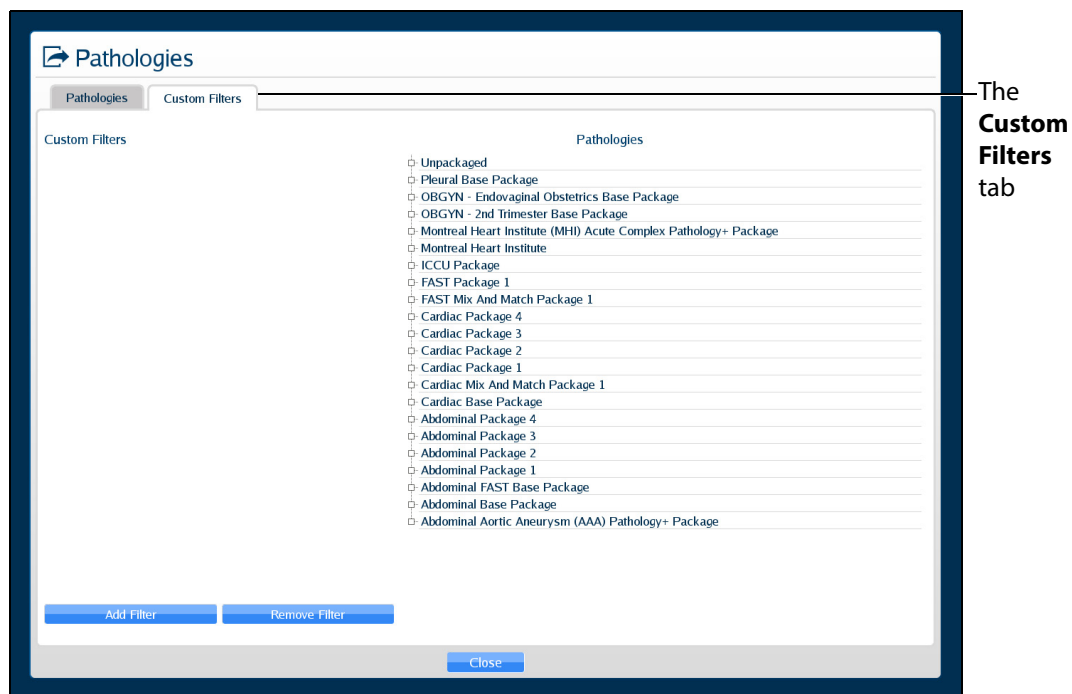 Pathologies
Pathologies
Custom Filters
The
Custom
Filters
tab
Custom Filters
Pathologies
Unpackaged
Pleural Base Package
OBGYN - Endovaginal Obstetrics Base Package
OBGYN - 2nd Trimester Base Package
Montreal Heart Institute (MHI) Acute Complex Pathology+ Package
Montreal Heart Institute
ICCU Package
FAST Package 1
FAST Mix And Match Package 1
Cardiac Package 4
Cardiac Package 3
Cardiac Package 2
Cardiac Package 1
Cardiac Mix And Match Package 1
Cardiac Base Package
Abdominal Package 4
Abdominal Package 3
Abdominal Package 2
Abdominal Package 1
Abdominal FAST Base Package
Abdominal Base Package
Abdominal Aortic Aneurysm (AAA) Pathology+ Package
Add Filter
Remove Filter
Close